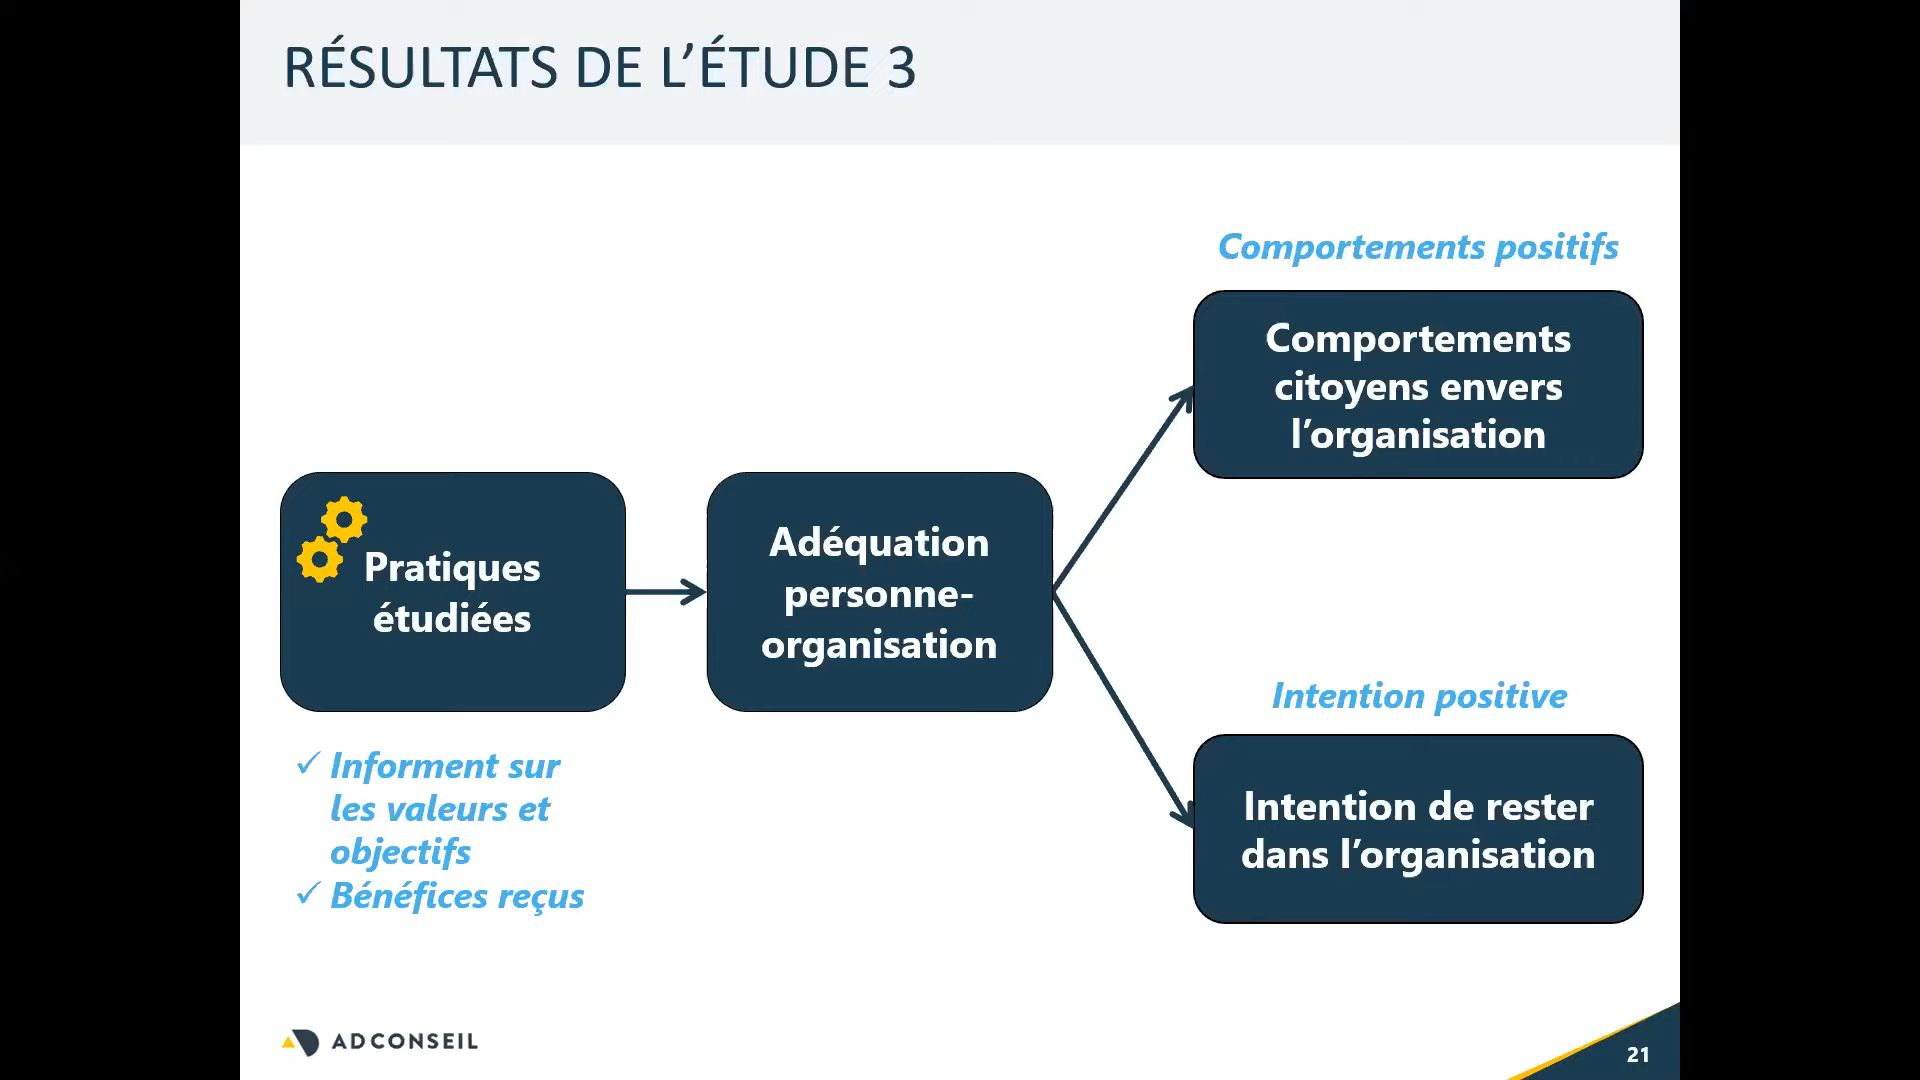 RÉSULTATS DE L’ÉTUDE 3
Pratiques
étudiées
✓ Informent sur
les valeurs et
objectifs
✓ Bénéfices reçus
Adéquation
personne-
organisation
Comportements positifs
Comportements
citoyens envers
l’organisation
Intention positive
Intention de rester
dans l’organisation
ADCONSEIL
21